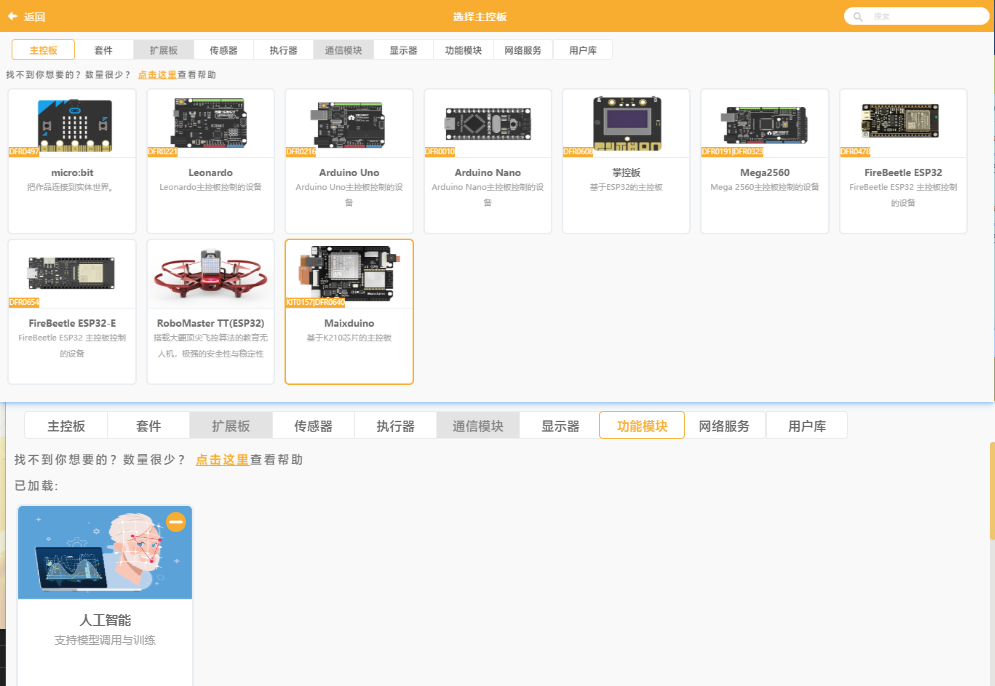 返回
选择主控板
搜索
主控板 套件 扩展板 传感器 执行器 通信模块 显示器 功能模块 网络服务 用户库
找不到你想要的？数量很少？ 点击这里查看帮助
DFR0497
micro:bit
把作品连接到实体世界。
DFR0221
Leonardo
Leonardo主控板控制的设备
DFR0216
Arduino Uno
Arduino Uno主控板控制的设
备
DFR0010
Arduino Nano
Arduino Nano主控板控制的设
备
DFR0608
掌控板
基于ESP32的主控板
DFR0191|DFR0323
Mega2560
Mega 2560主控板控制的设备
DFR0478
FireBeetle ESP32
FireBeetle ESP32 主控板控制
的设备
DFR0654
FireBeetle ESP32-E
FireBeetle ESP32 主控板控制
的设备
RoboMaster TT(ESP32)
搭载大疆顶尖飞控算法的教育无
人机，极强的安全性与稳定性
KIT0157|DFR0640
Maixduino
基于K210芯片的主控板
主控板 套件 扩展板 传感器 执行器 通信模块 显示器 功能模块 网络服务 用户库
找不到你想要的？数量很少？ 点击这里查看帮助
已加载:
人工智能
支持模型调用与训练